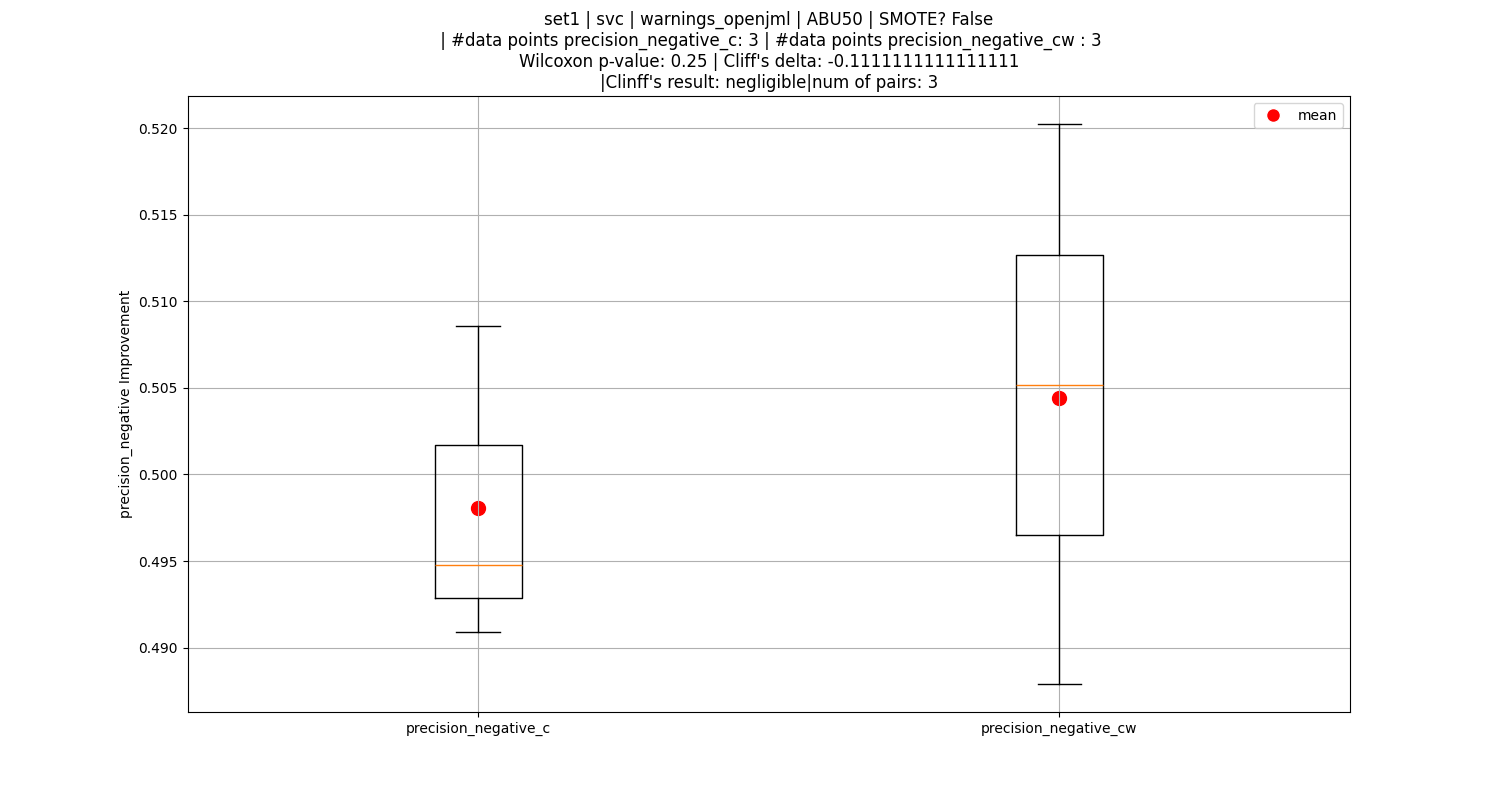 set1 | svc | warnings_openjml | ABU50 | SMOTE? False
| #data points precision_negative_c: 3 | #data points precision_negative_cw : 3
Wilcoxon p-value: 0.25 | Cliff's delta: -0.1111111111111111
|Clinff's result: negligible|num of pairs: 3
mean
0.520
0.515
0.510
0.505
0.500
0.495
0.490
precision_negative Improvement
precision_negative_c
precision_negative_cw